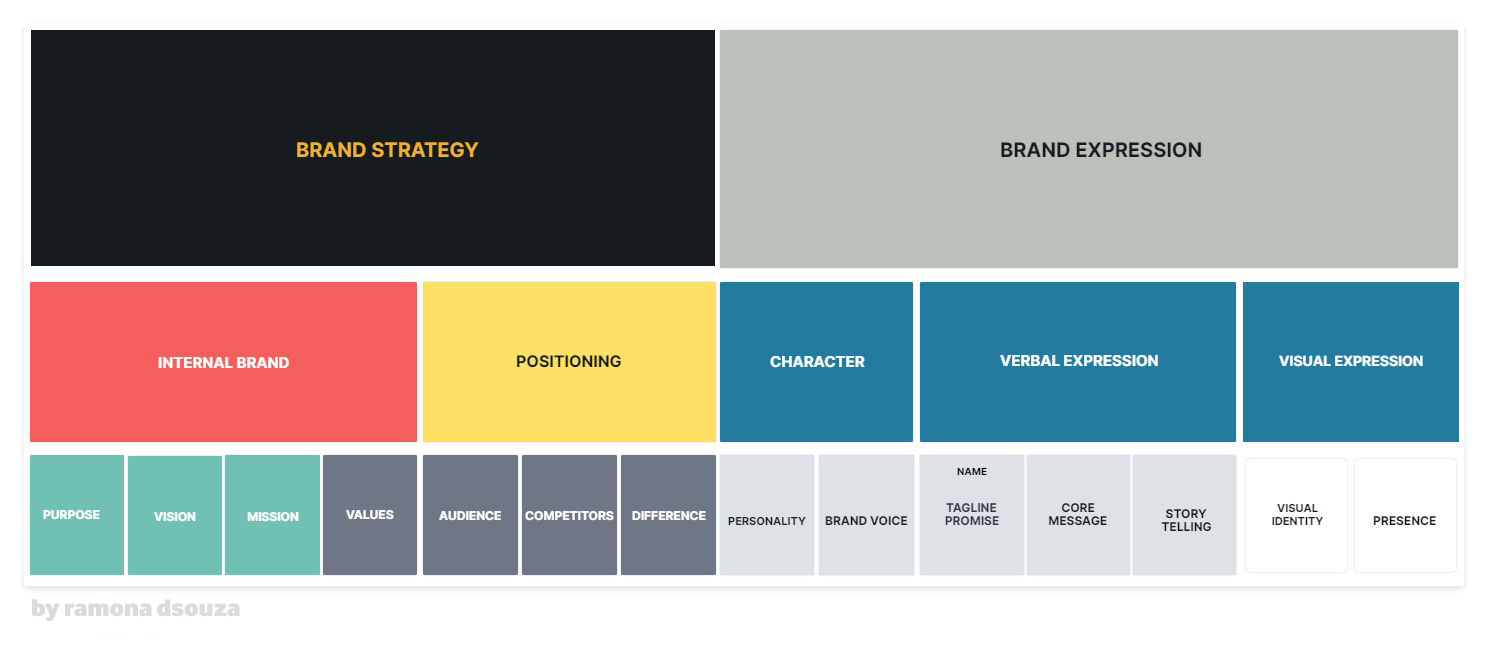 BRAND STRATEGY
BRAND EXPRESSION
INTERNAL BRAND
POSITIONING
CHARACTER
VERBAL EXPRESSION
VISUAL EXPRESSION
PURPOSE
VISION
MISSION
VALUES
AUDIENCE
COMPETITORS
DIFFERENCE
PERSONALITY
BRAND VOICE
NAME
TAGLINE
PROMISE
CORE
MESSAGE
STORY
TELLING
VISUAL
IDENTITY
PRESENCE
by ramona dsouza